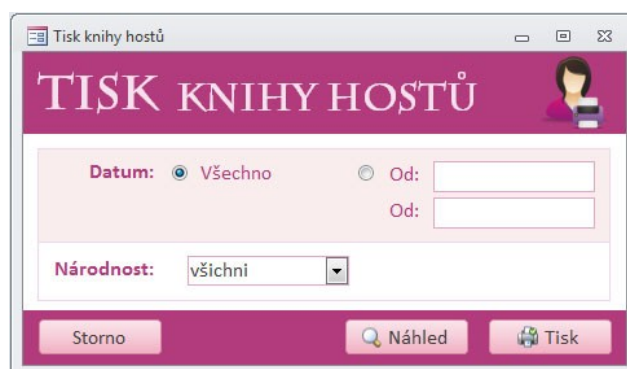 Tisk knihy hostů
TISK KNIHY HOSTŮ
Datum: Všechno Od:
Od:
Národnost: všichni
Storno Náhled Tisk